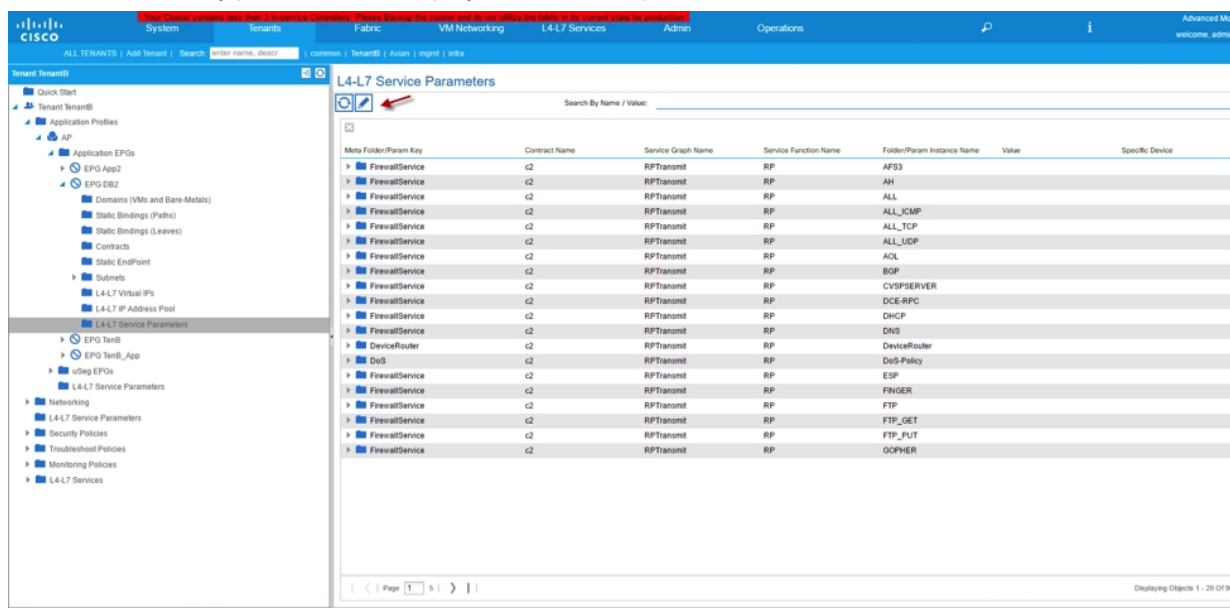 Your Cluster contains less than 3 in-service Controllers. Please Backup the cluster and do not utilize the fabric in its current state for production.
CISCO
System Tenants Fabric VM Networking L4-L7 Services Admin Operations i
Advanced Mo
welcome, admi
ALL TENANTS | Add Tenant | Search: enter name, descr | common | TenantB | Axian | mgmt | infra
Tenant TenantB
Quick Start
Tenant TenantB
Application Profiles
AP
Application EPGs
EPG App2
EPG DB2
Domains (VMs and Bare-Metals)
Static Bindings (Paths)
Static Bindings (Leaves)
Contracts
Static EndPoint
Subnets
L4-L7 Virtual IPs
L4-L7 IP Address Pool
L4-L7 Service Parameters
EPG TenB
EPG TenB_App
uSeg EPGs
L4-L7 Service Parameters
Networking
L4-L7 Service Parameters
Security Policies
Troubleshoot Policies
Monitoring Policies
L4-L7 Services
L4-L7 Service Parameters
Search By Name / Value:
Meta Folder/Param Key Contract Name Service Graph Name Service Function Name Folder/Param Instance Name Value Specific Device
FirewallService c2 RPTransmit RP AFS3
FirewallService c2 RPTransmit RP AH
FirewallService c2 RPTransmit RP ALL
FirewallService c2 RPTransmit RP ALL_ICMP
FirewallService c2 RPTransmit RP ALL_TCP
FirewallService c2 RPTransmit RP ALL_UDP
FirewallService c2 RPTransmit RP AOL
FirewallService c2 RPTransmit RP BGP
FirewallService c2 RPTransmit RP CVSPSERVER
FirewallService c2 RPTransmit RP DCE-RPC
FirewallService c2 RPTransmit RP DHCP
FirewallService c2 RPTransmit RP DNS
DeviceRouter c2 RPTransmit RP DeviceRouter
DoS c2 RPTransmit RP DoS-Policy
FirewallService c2 RPTransmit RP ESP
FirewallService c2 RPTransmit RP FINGER
FirewallService c2 RPTransmit RP FTP
FirewallService c2 RPTransmit RP FTP_GET
FirewallService c2 RPTransmit RP FTP_PUT
FirewallService c2 RPTransmit RP GOPHER
Page 1 5
Displaying Objects 1 - 20 Of